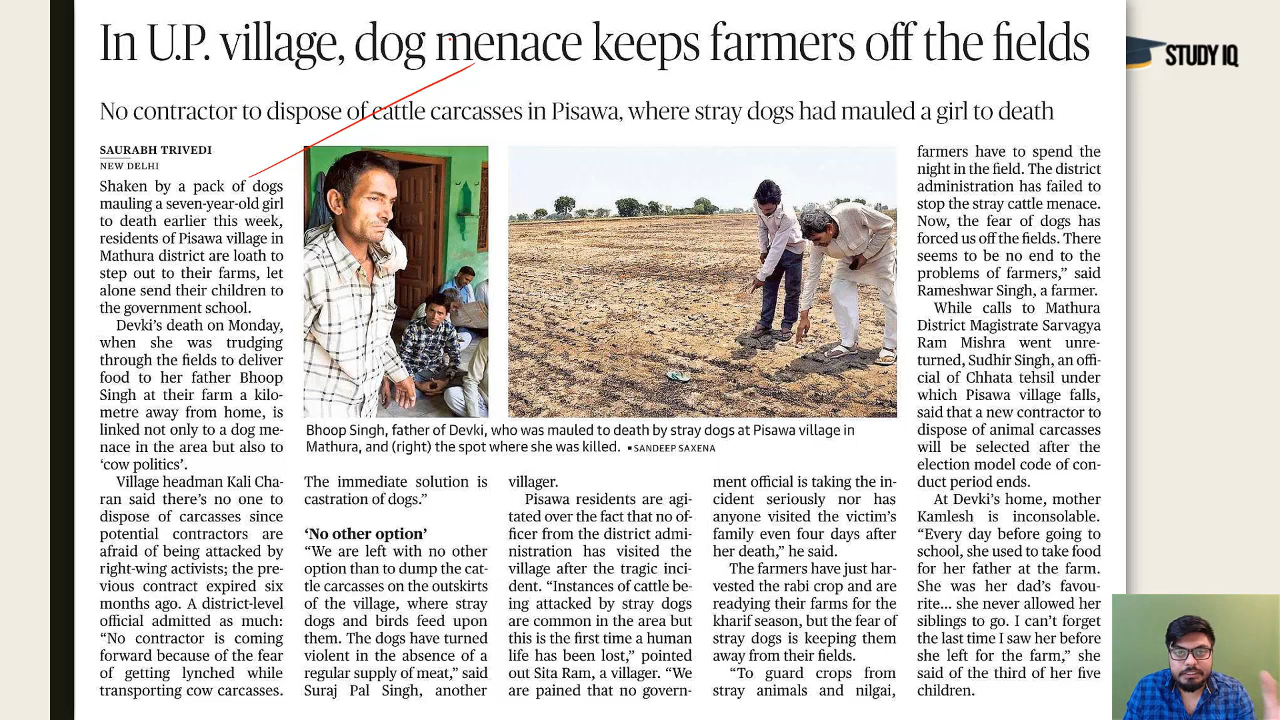 In U.P. village, dog menace keeps farmers off the fields
STUDY IQ
No contractor to dispose of cattle carcasses in Pisawa, where stray dogs had mauled a girl to death
SAURABH TRIVEDI
NEW DELHI
Shaken by a pack of dogs
mauling a seven-year-old girl
to death earlier this week,
residents of Pisawa village in
Mathura district are loath to
step out to their farms, let
alone send their children to
the government school.
Devki's death on Monday,
when she was trudging
through the fields to deliver
food to her father Bhoop
Singh at their farm a kilo-
metre away from home, is
linked not only to a dog me-
nace in the area but also to
'cow politics'.
Village headman Kali Cha-
ran said there's no one to
dispose of carcasses since
potential contractors are
afraid of being attacked by
right-wing activists; the pre-
vious contract expired six
months ago. A district-level
official admitted as much:
"No contractor is coming
forward because of the fear
of getting lynched while
transporting cow carcasses.
Bhoop Singh, father of Devki, who was mauled to death by stray dogs at Pisawa village in
Mathura, and (right) the spot where she was killed. ▪SANDEEP SAXENA
The immediate solution is
castration of dogs."
'No other option'
"We are left with no other
option than to dump the cat-
tle carcasses on the outskirts
of the village, where stray
dogs and birds feed upon
them. The dogs have turned
violent in the absence of a
regular supply of meat," said
Suraj Pal Singh, another
villager.
Pisawa residents are agi-
tated over the fact that no of-
ficer from the district admi-
nistration has visited the
village after the tragic inci-
dent. "Instances of cattle be-
ing attacked by stray dogs
are common in the area but
this is the first time a human
life has been lost," pointed
out Sita Ram, a villager. "We
are pained that no govern-
ment official is taking the in-
cident seriously nor has
anyone visited the victim's
family even four days after
her death," he said.
The farmers have just har-
vested the rabi crop and are
readying their farms for the
kharif season, but the fear of
stray dogs is keeping them
away from their fields.
"To guard crops from
stray animals and nilgai,
farmers have to spend the
night in the field. The district
administration has failed to
stop the stray cattle menace.
Now, the fear of dogs has
forced us off the fields. There
seems to be no end to the
problems of farmers," said
Rameshwar Singh, a farmer.
While calls to Mathura
District Magistrate Sarvagya
Ram Mishra went unre-
turned, Sudhir Singh, an offi-
cial of Chhata tehsil under
which Pisawa village falls,
said that a new contractor to
dispose of animal carcasses
will be selected after the
election model code of con-
duct period ends.
At Devki's home, mother
Kamlesh is inconsolable.
"Every day before going to
school, she used to take food
for her father at the farm.
She was her dad's favou-
rite... she never allowed her
siblings to go. I can't forget
the last time I saw her before
she left for the farm," she
said of the third of her five
children.